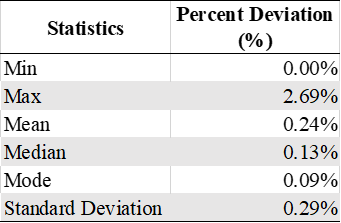 Statistics Percent Deviation (%)
Min 0.00%
Max 2.69%
Mean 0.24%
Median 0.13%
Mode 0.09%
Standard Deviation 0.29%